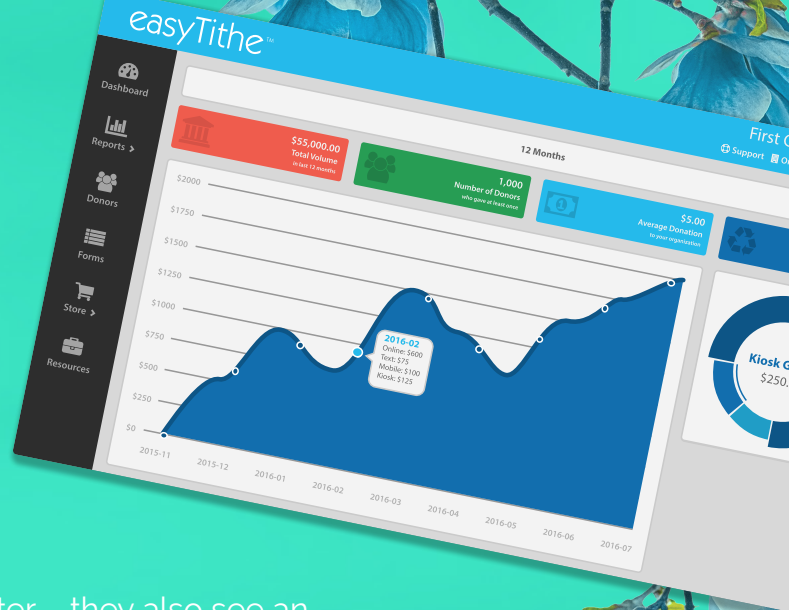 easyTithe™
First
Support
12 Months
Dashboard
Reports
Donors
Forms
Store
Resources
$55,000.00
Total Volume
in last 12 months
1,000
Number of Donors
who gave at least once
$5.00
Average Donation
to your organization
$2000
$1750
$1500
$1250
$1000
$750
$500
$250
$0
2016-02
Online: $600
Text: $75
Mobile: $100
Kiosk: $125
2015-11
2015-12
2016-01
2016-02
2016-03
2016-04
2016-05
2016-06
2016-07
Kiosk G
$250.
they also see an